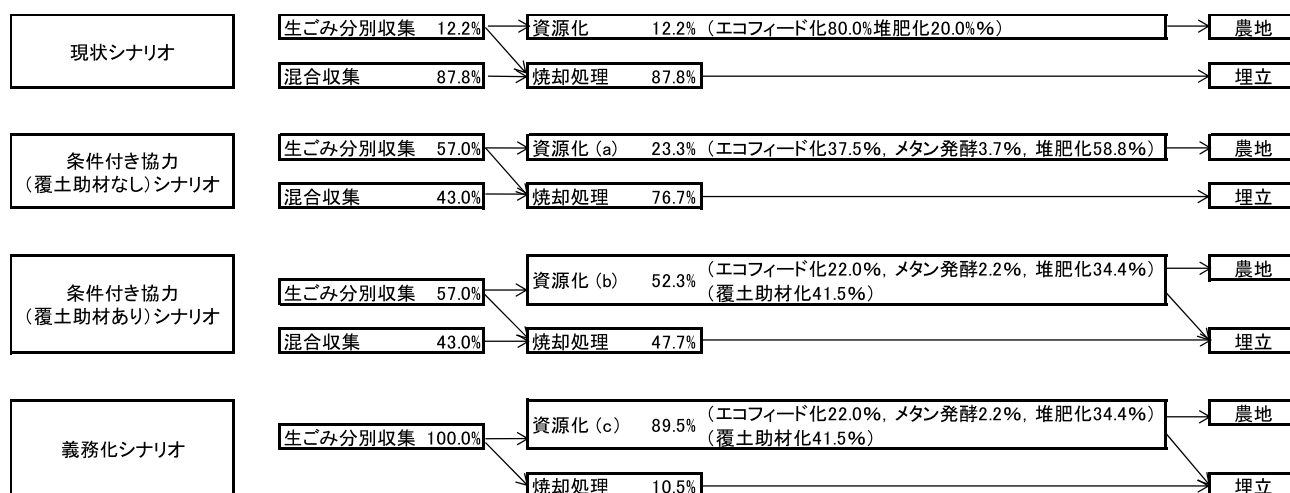 現状シナリオ
生ごみ分別収集 12.2%
資源化 12.2% (エコフィード化80.0%堆肥化20.0%%)
農地
混合収集 87.8%
焼却処理 87.8%
埋立
条件付き協力
(覆土助材なし)シナリオ
生ごみ分別収集 57.0%
資源化 (a) 23.3% (エコフィード化37.5%, メタン発酵3.7%, 堆肥化58.8%)
農地
混合収集 43.0%
焼却処理 76.7%
埋立
条件付き協力
(覆土助材あり)シナリオ
生ごみ分別収集 57.0%
資源化 (b) 52.3% (エコフィード化22.0%, メタン発酵2.2%, 堆肥化34.4%)
(覆土助材化41.5%)
農地
混合収集 43.0%
焼却処理 47.7%
埋立
義務化シナリオ
生ごみ分別収集 100.0%
資源化 (c) 89.5% (エコフィード化22.0%, メタン発酵2.2%, 堆肥化34.4%)
(覆土助材化41.5%)
農地
焼却処理 10.5%
埋立